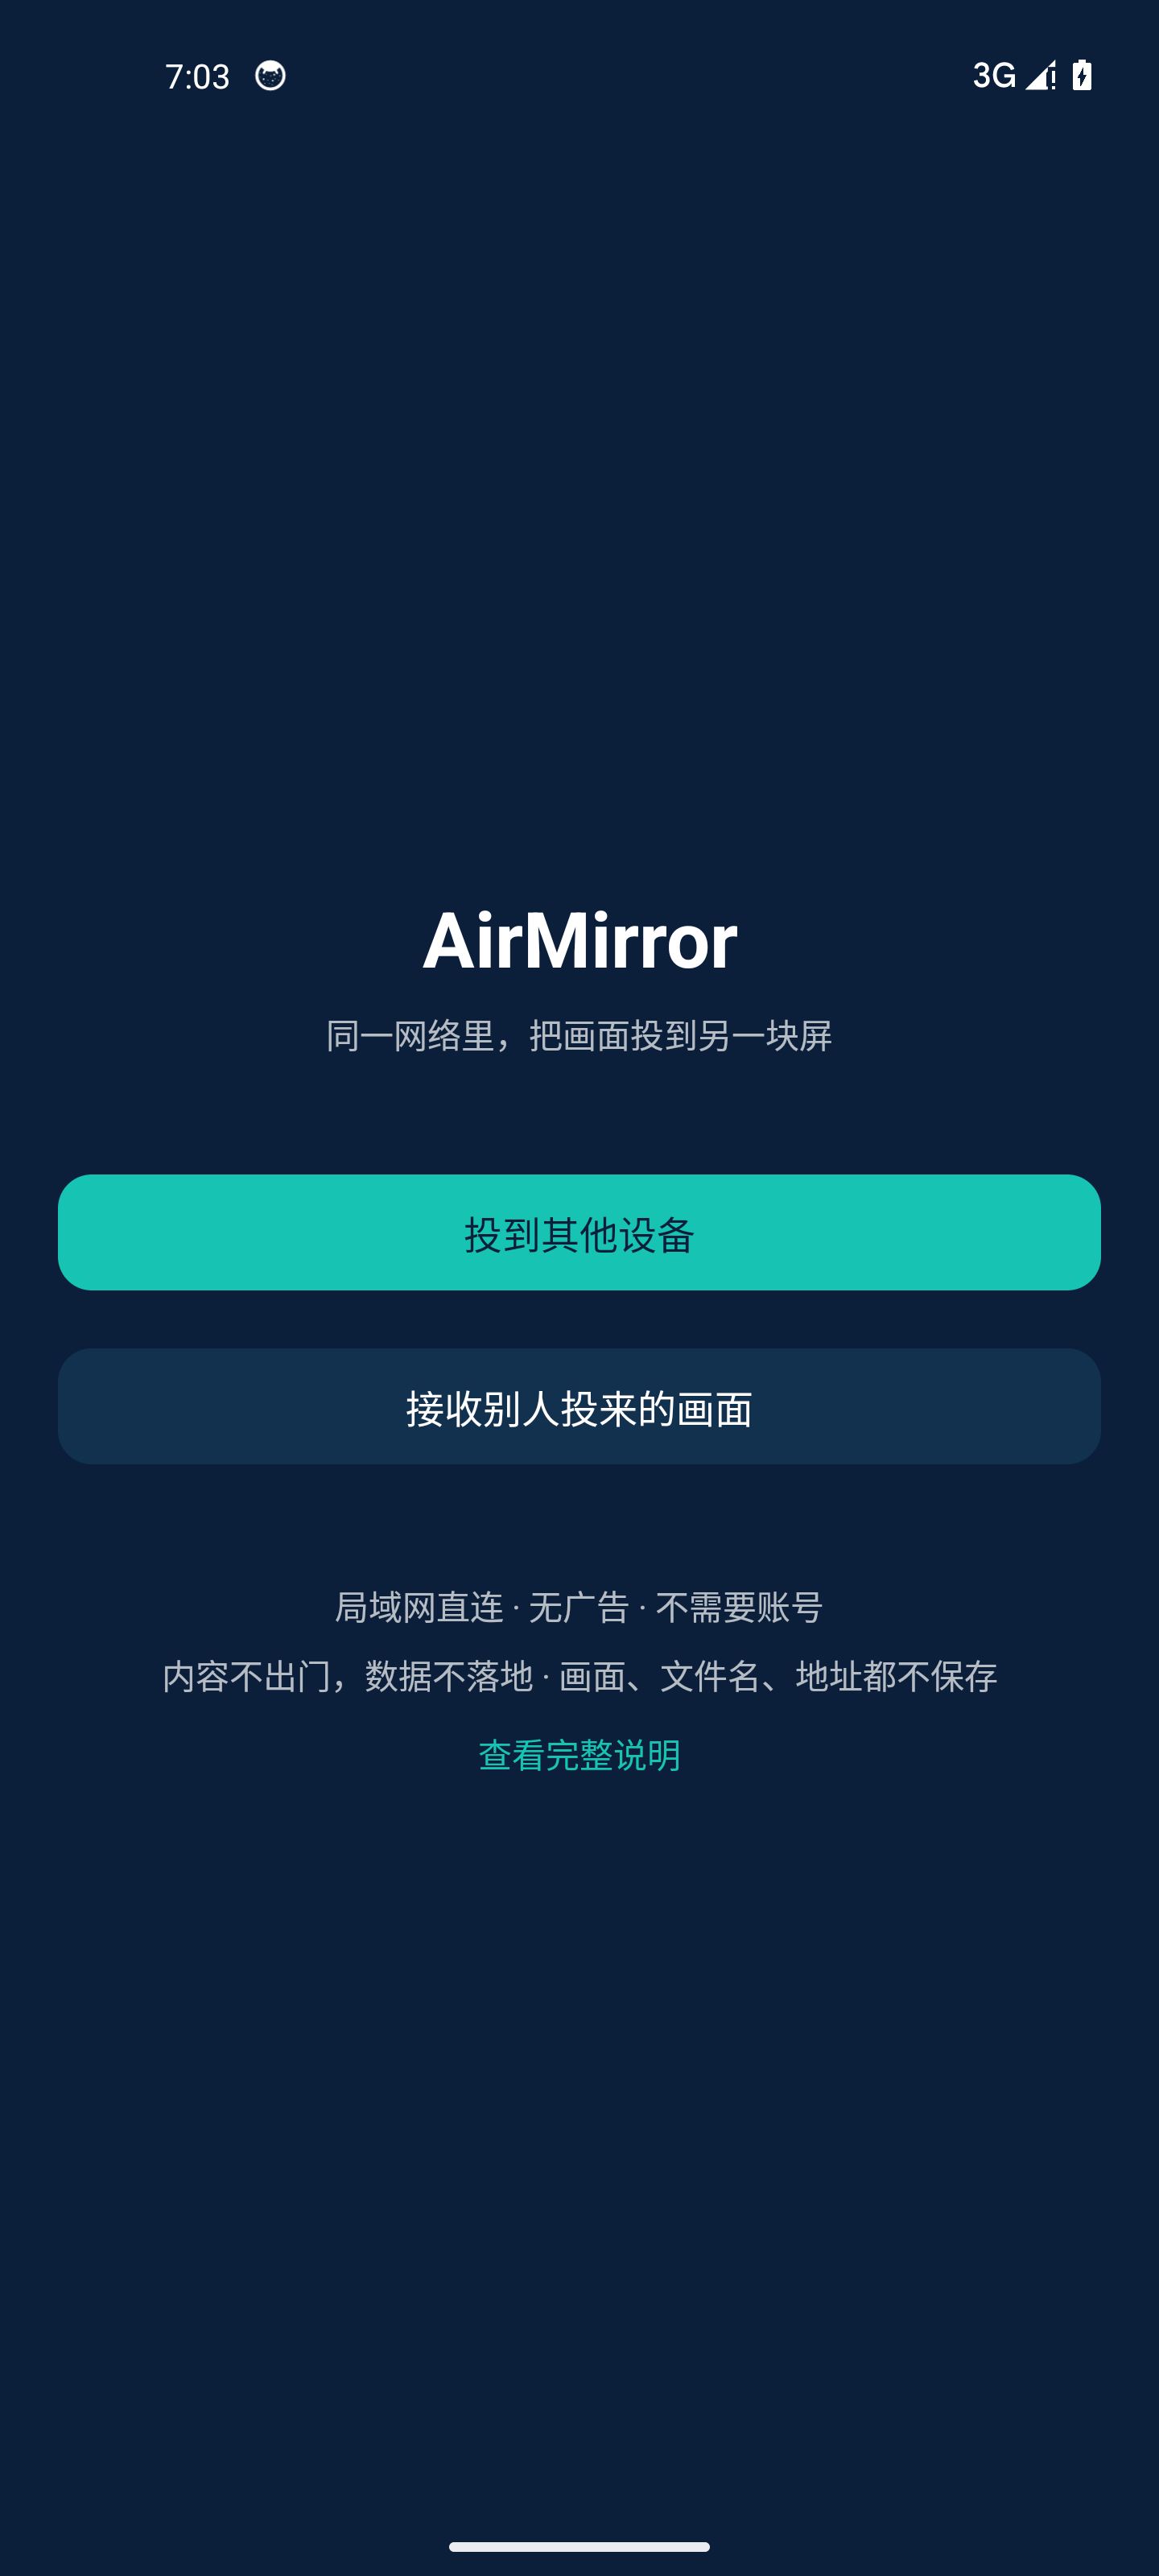 7:03 3G
AirMirror
同一网络里，把画面投到另一块屏
投到其他设备
接收别人投来的画面
局域网直连 · 无广告 · 不需要账号
内容不出门，数据不落地 · 画面、文件名、地址都不保存
查看完整说明